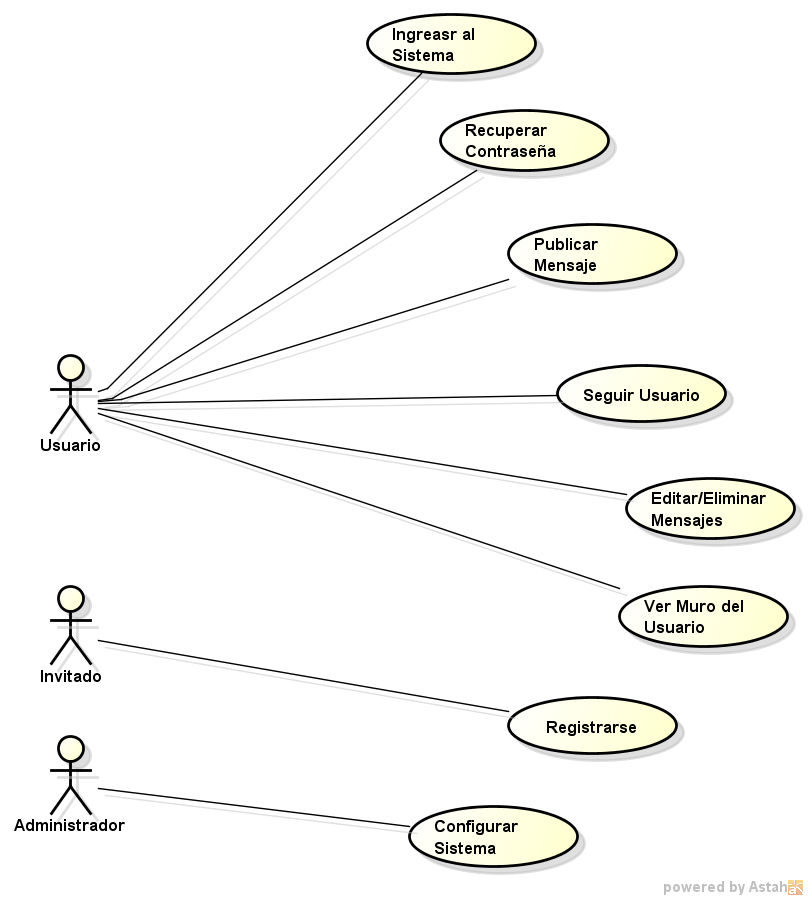 Ingreasr al
Sistema
Recuperar
Contraseña
Publicar
Mensaje
Seguir Usuario
Usuario
Editar/Eliminar
Mensajes
Ver Muro del
Usuario
Invitado
Registrarse
Administrador
Configurar
Sistema
powered by Astah